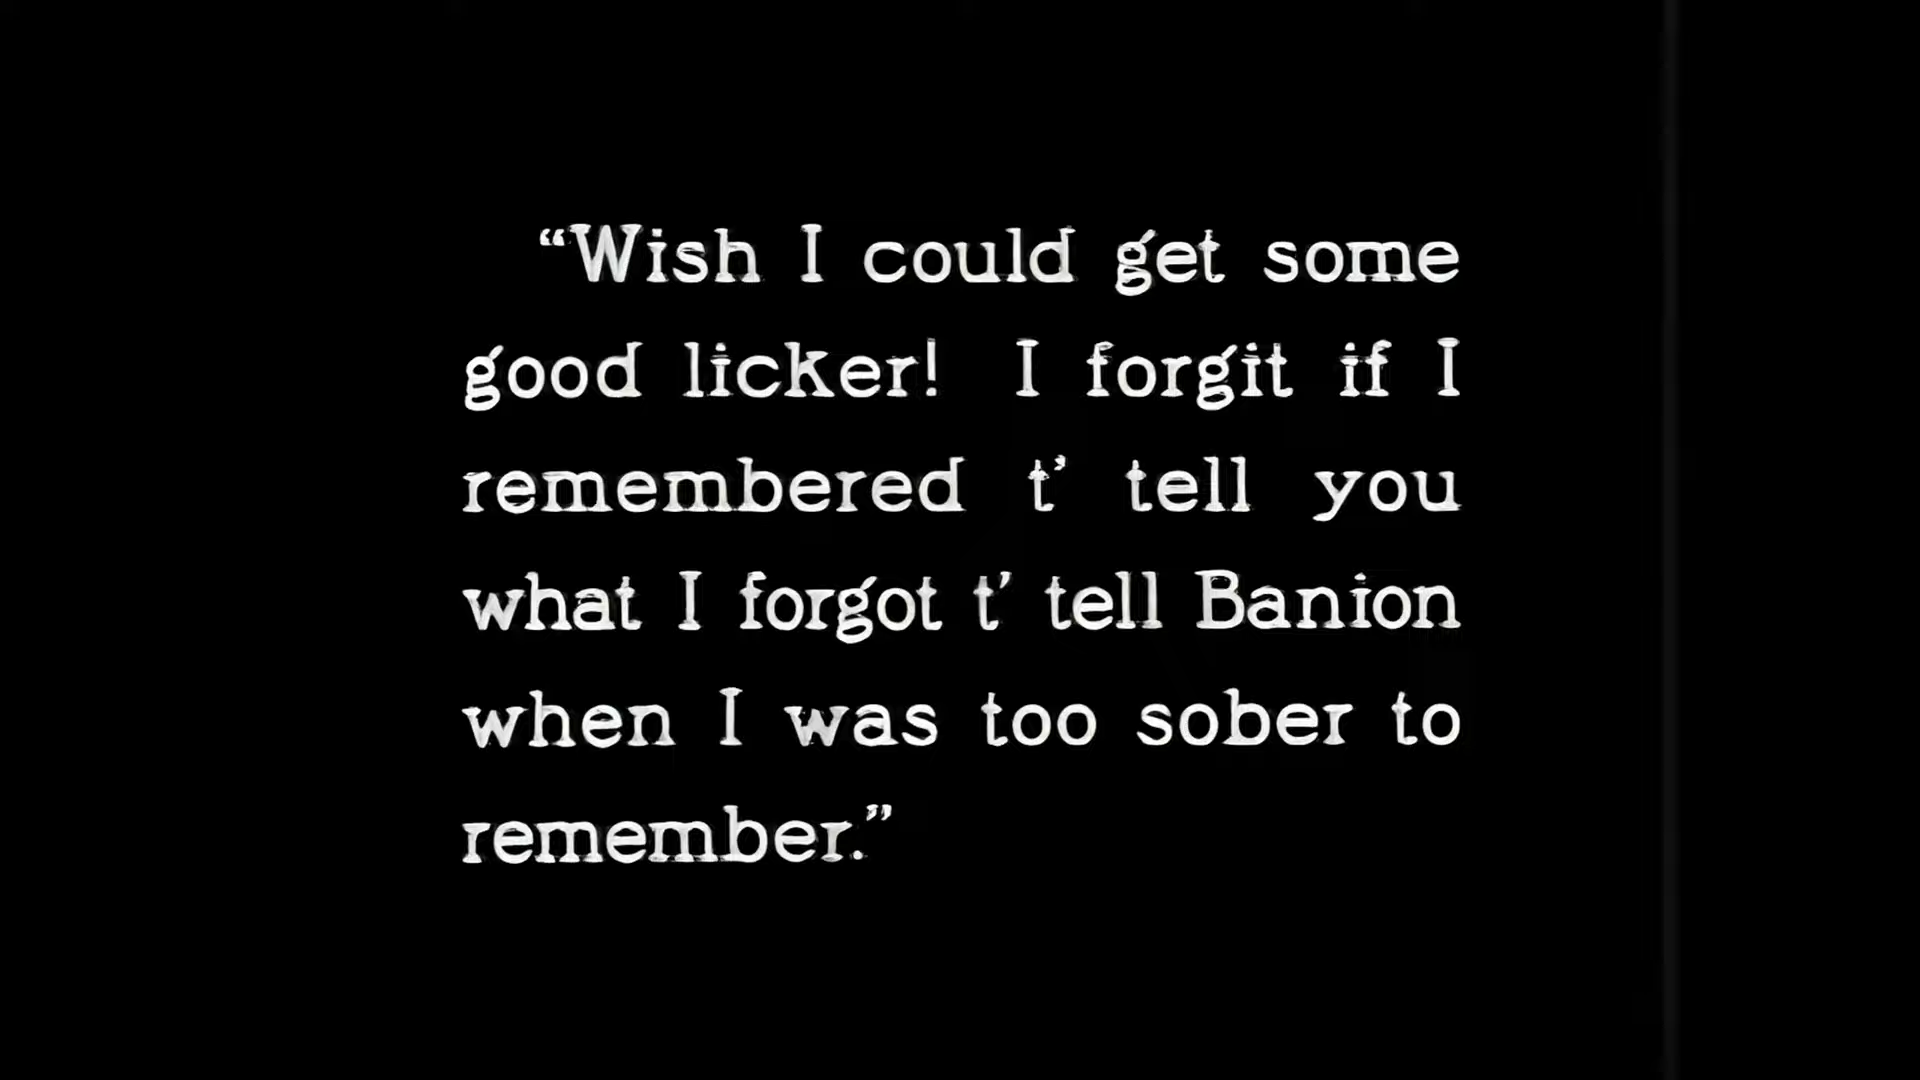 “Wish I could get some
good licker! I forgit if I
remembered t’ tell you
what I forgot t’ tell Banion
when I was too sober to
remember.”